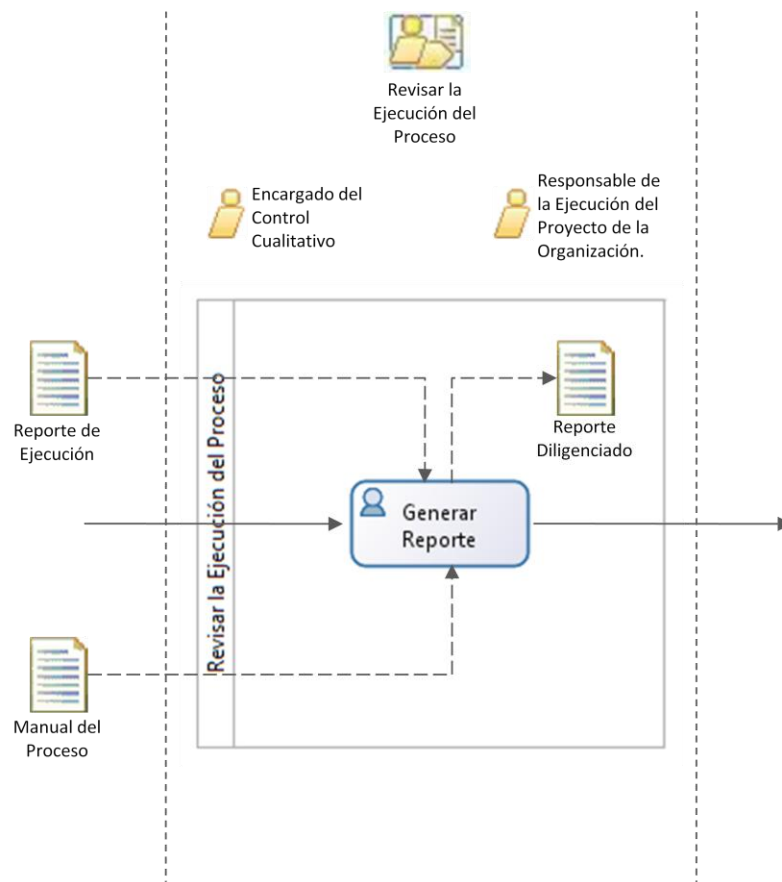 Revisar la
Ejecución del
Proceso
Encargado del
Control
Cualitativo
Responsable de
la Ejecución del
Proyecto de la
Organización.
Revisar la Ejecución del Proceso
Reporte de
Ejecución
Reporte
Diligenciado
Generar
Reporte
Manual del
Proceso